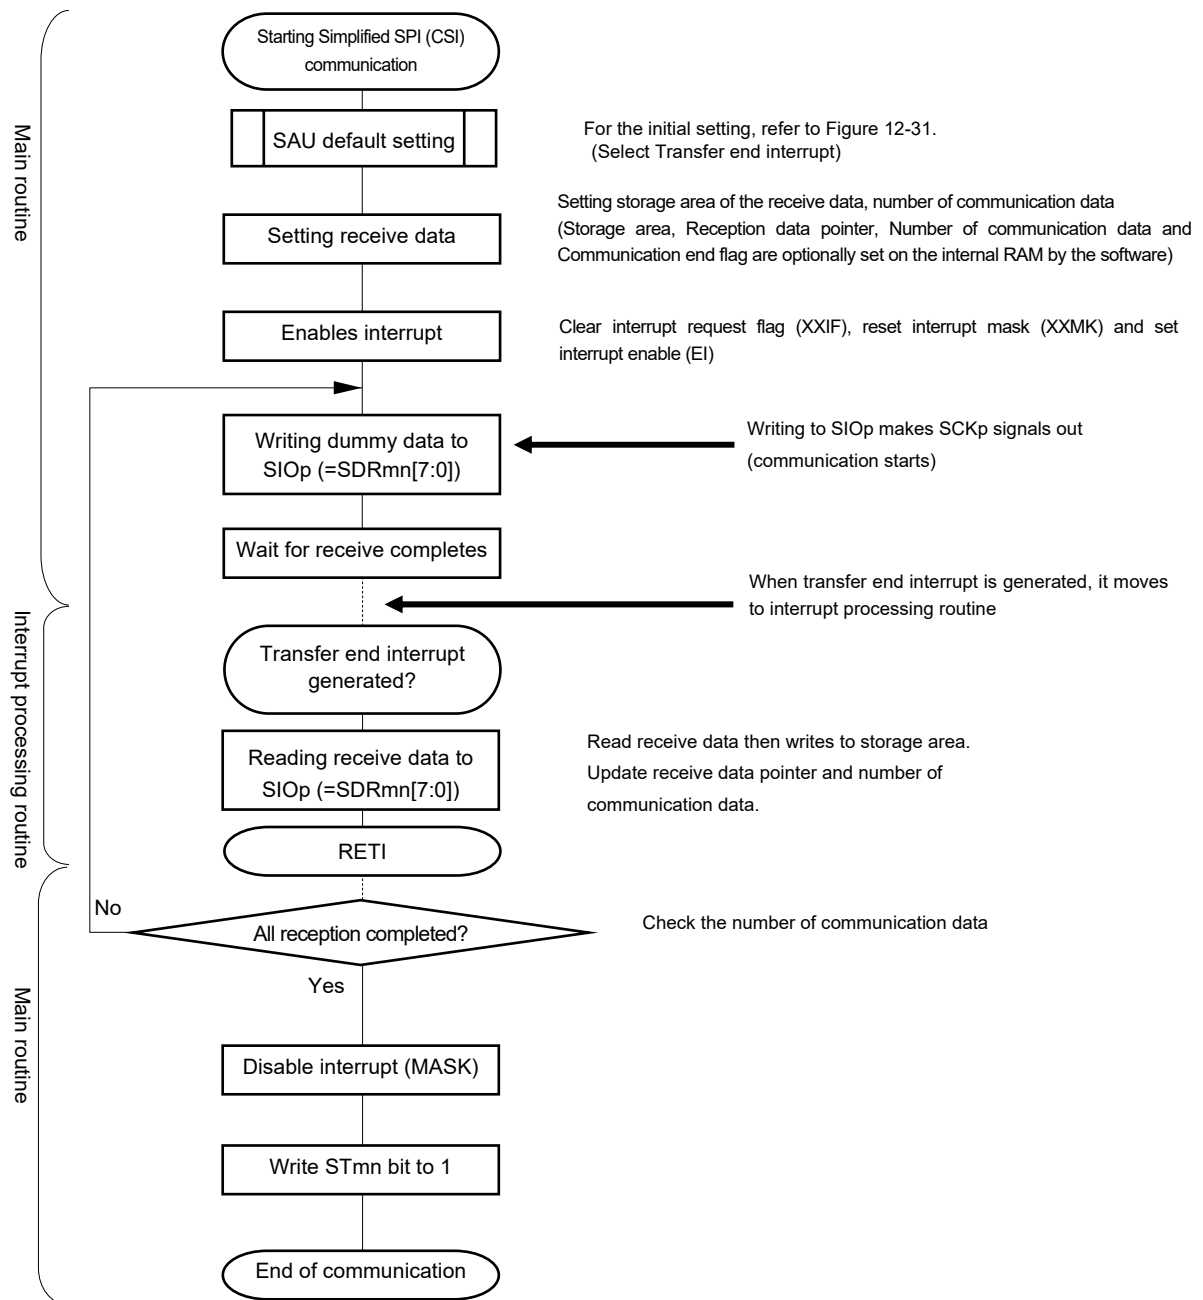 Starting Simplified SPI (CSI)
communication
Main routine
SAU default setting
For the initial setting, refer to Figure 12-31.
(Select Transfer end interrupt)
Setting receive data
Setting storage area of the receive data, number of communication data
(Storage area, Reception data pointer, Number of communication data and
Communication end flag are optionally set on the internal RAM by the software)
Enables interrupt
Clear interrupt request flag (XXIF), reset interrupt mask (XXMK) and set
interrupt enable (EI)
Writing dummy data to
SIOp (=SDRmn[7:0])
Writing to SIOp makes SCKp signals out
(communication starts)
Wait for receive completes
When transfer end interrupt is generated, it moves
to interrupt processing routine
Interrupt processing routine
Transfer end interrupt
generated?
Reading receive data to
SIOp (=SDRmn[7:0])
Read receive data then writes to storage area.
Update receive data pointer and number of
communication data.
RETI
No
All reception completed?
Check the number of communication data
Yes
Main routine
Disable interrupt (MASK)
Write STmn bit to 1
End of communication